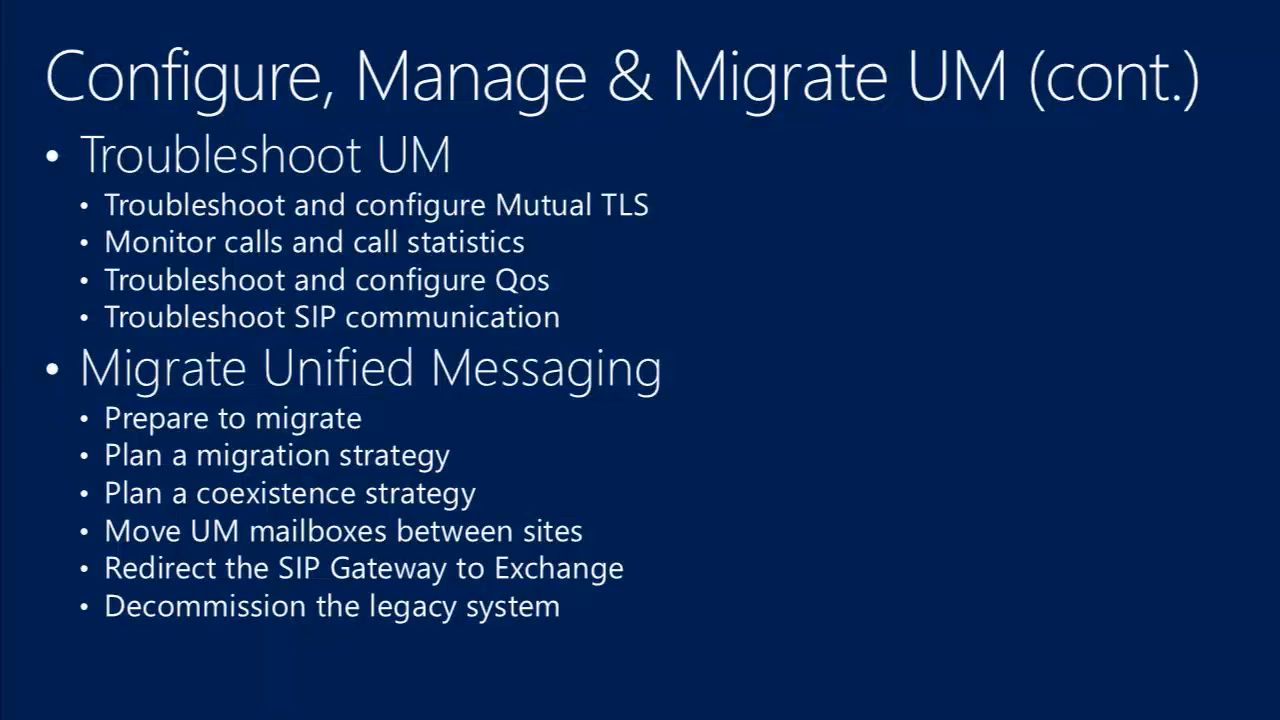 Configure, Manage & Migrate UM (cont.)
• Troubleshoot UM
• Troubleshoot and configure Mutual TLS
• Monitor calls and call statistics
• Troubleshoot and configure Qos
• Troubleshoot SIP communication
• Migrate Unified Messaging
• Prepare to migrate
• Plan a migration strategy
• Plan a coexistence strategy
• Move UM mailboxes between sites
• Redirect the SIP Gateway to Exchange
• Decommission the legacy system